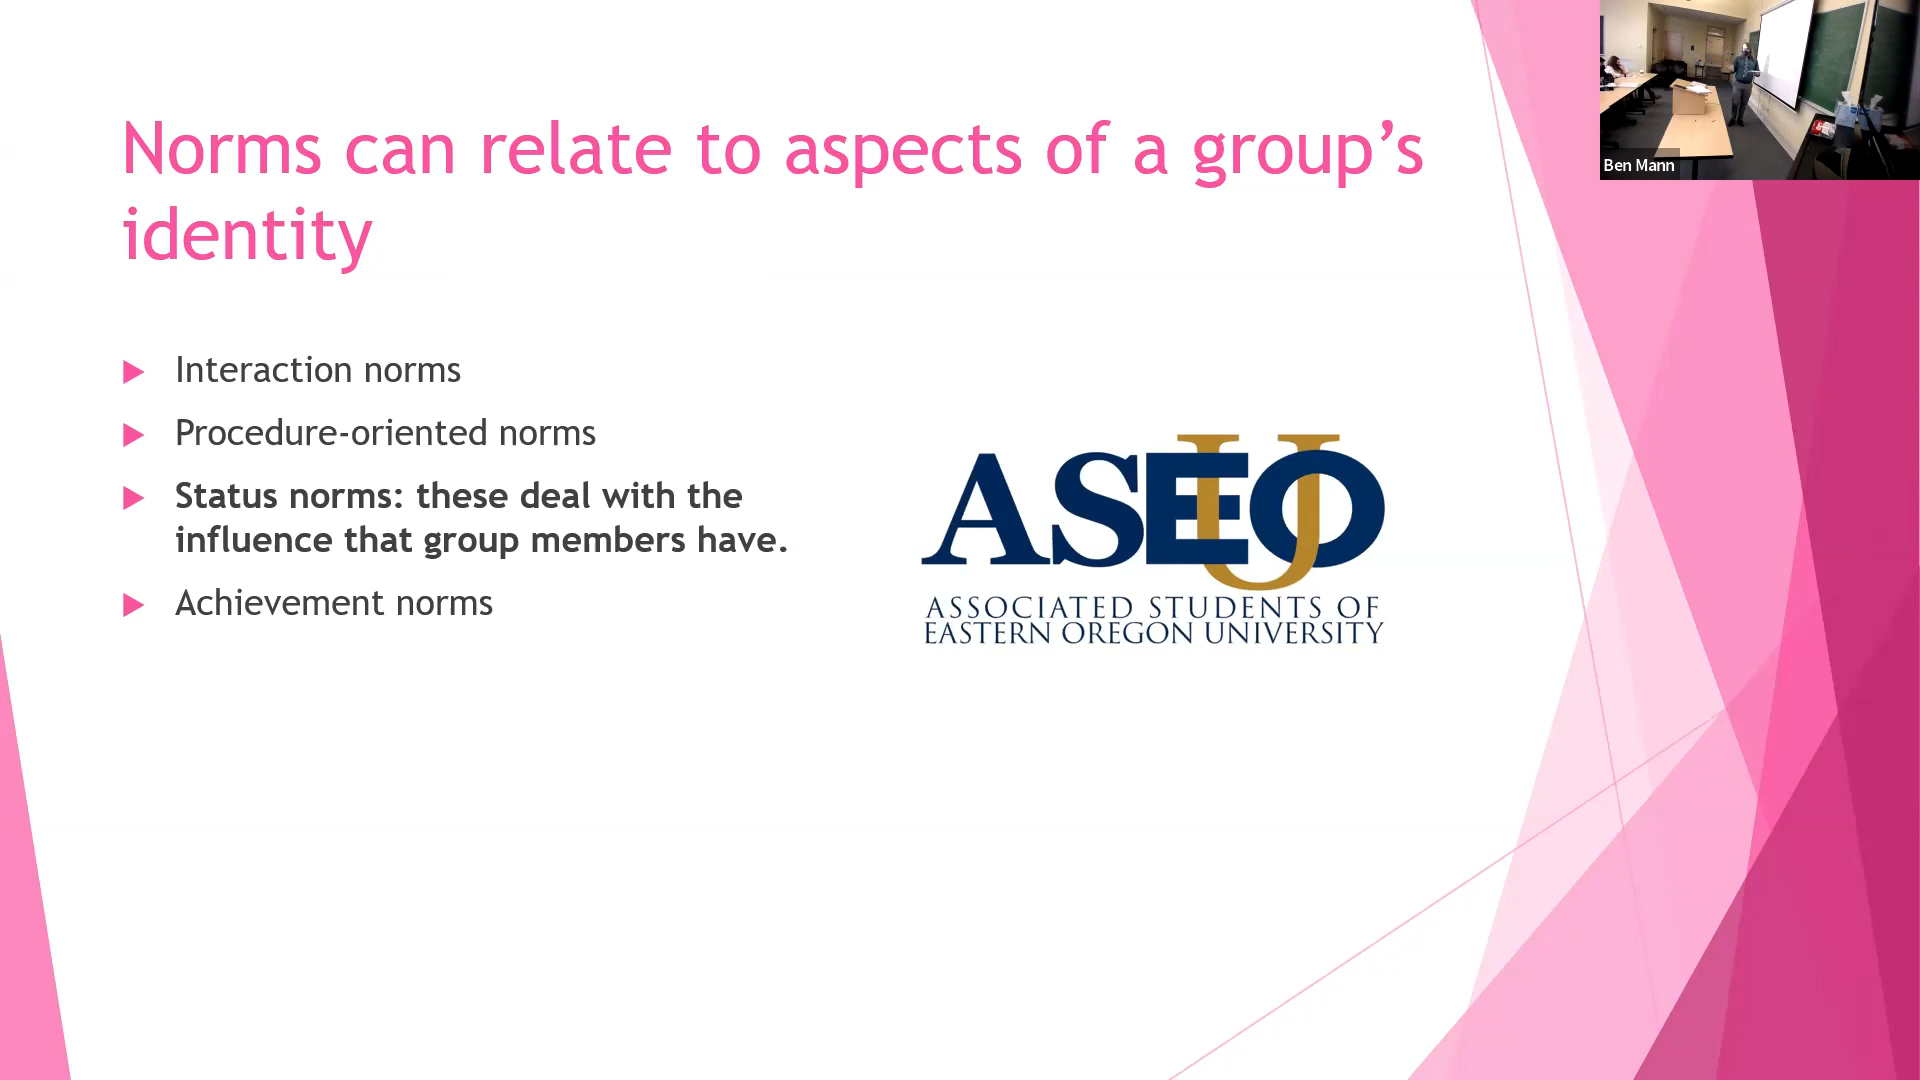 Norms can relate to aspects of a group’s
identity
Interaction norms
Procedure-oriented norms
Status norms: these deal with the
influence that group members have.
Achievement norms
ASEOU
ASSOCIATED STUDENTS OF
EASTERN OREGON UNIVERSITY
Ben Mann